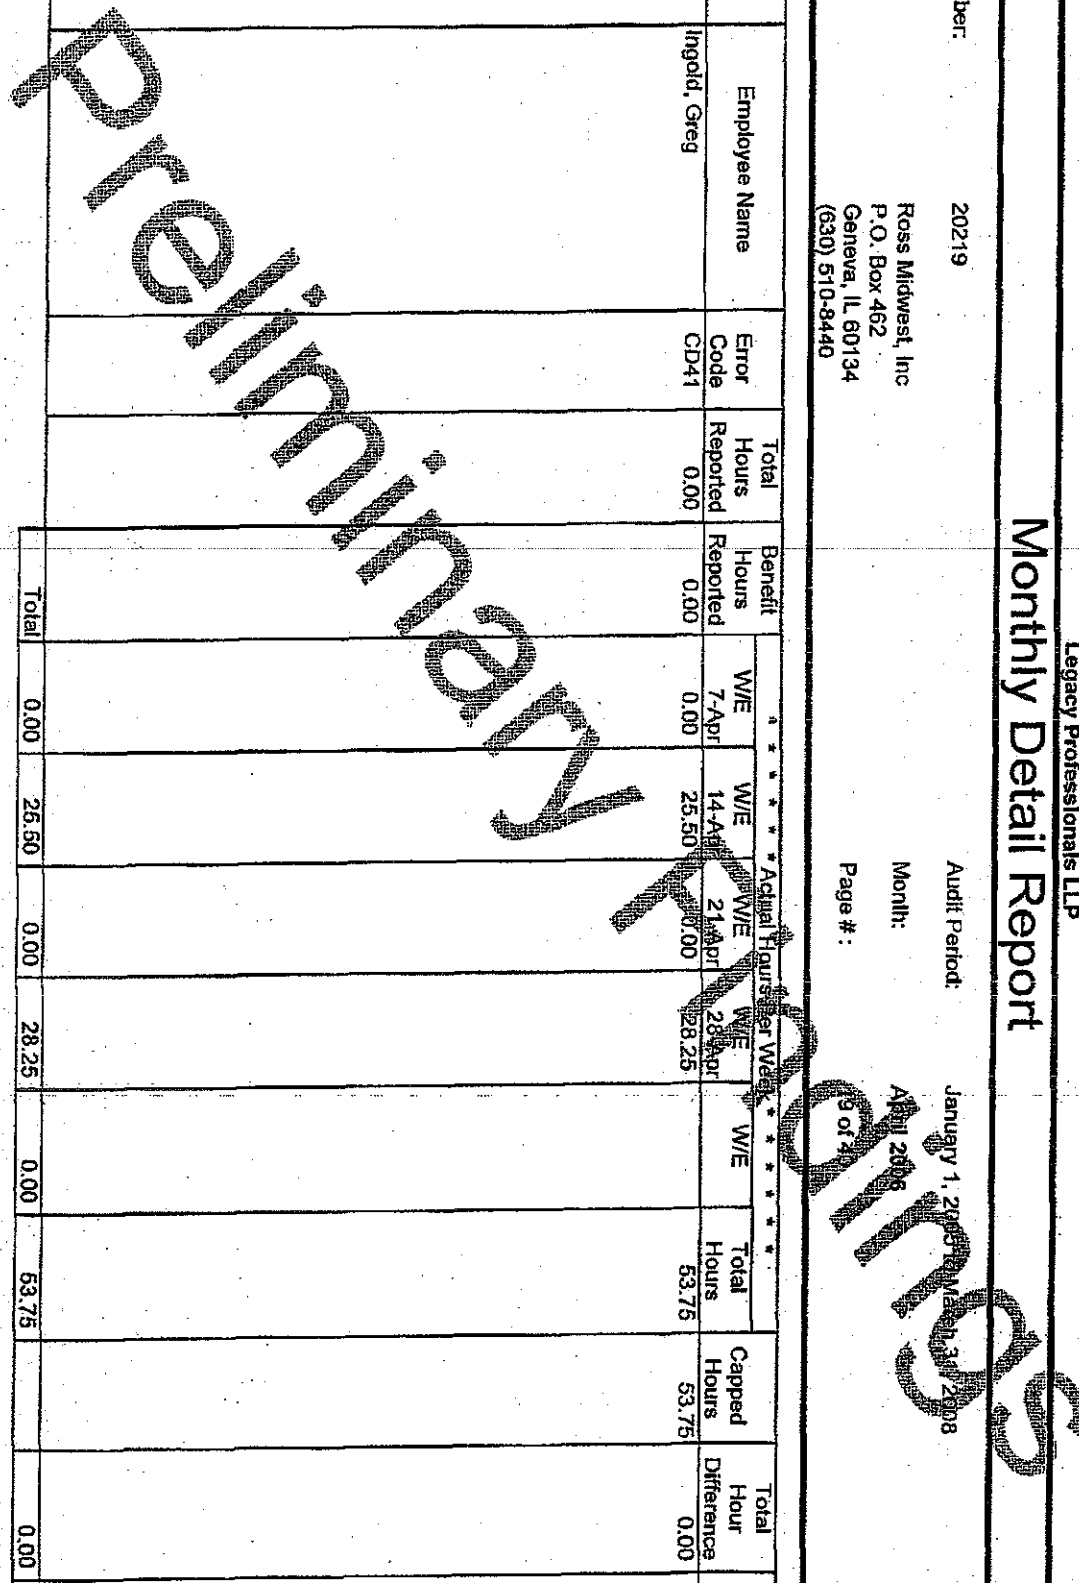 Legacy Professionals LLP
Monthly Detail Report
ber: 20219
Ross Midwest, Inc
P.O. Box 462
Geneva, IL 60134
(630) 510-8440
Audit Period: January 1, 2005 to March 31, 2008
Month: April 2006
Page #: of
* * * * * * Actual Hours Per Week * * * * * *
Employee Name Error Code Total Hours Reported Benefit Hours Reported W/E 7-Apr W/E 14-Apr W/E 21-Apr W/E 28-Apr W/E Total Hours Capped Hours Total Hour Difference
Ingold, Greg CD41 0.00 0.00 0.00 25.50 0.00 28.25 53.75 53.75 0.00
Total 0.00 25.50 0.00 28.25 0.00 53.75 0.00
Preliminary Findings